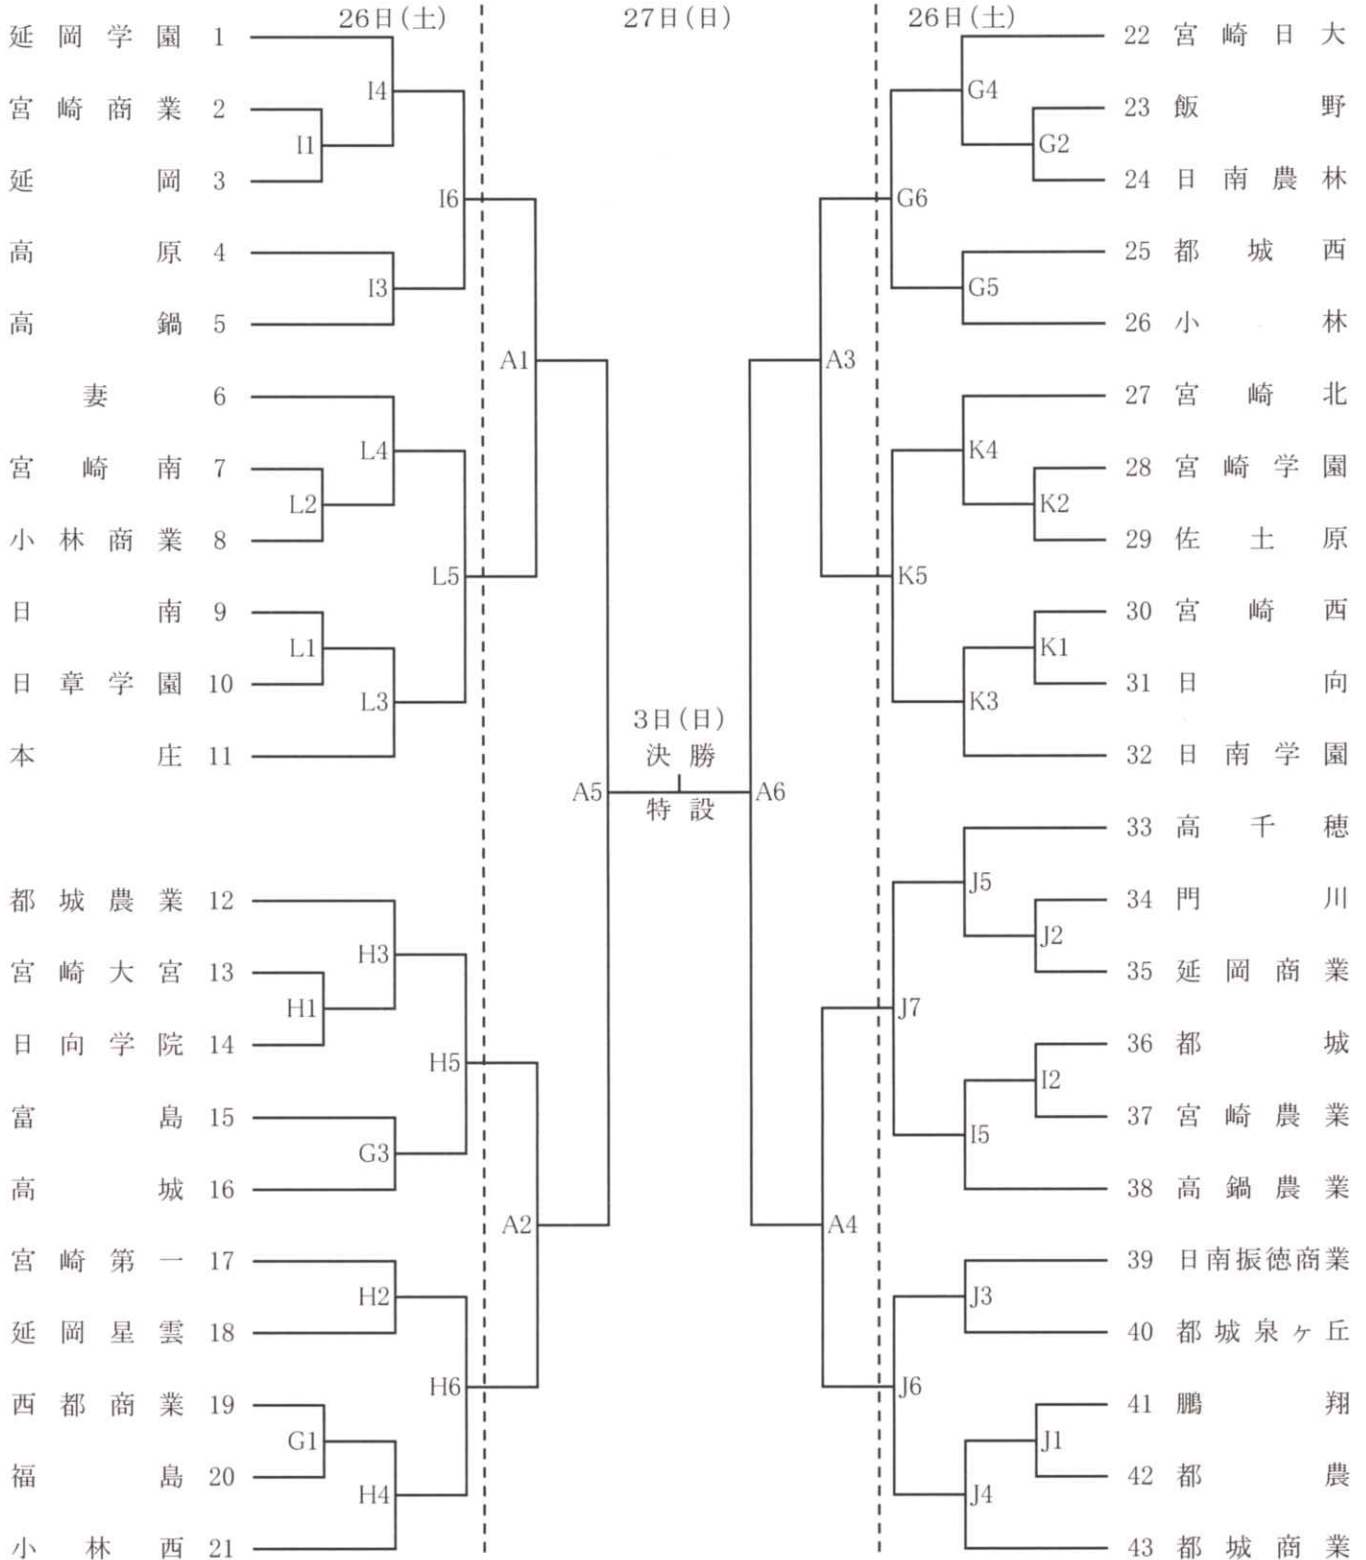 26日(土) 27日(日) 26日(土)
延岡学園 1
宮崎商業 2
延岡 3
高原 4
高鍋 5
妻 6
宮崎南 7
小林商業 8
日南 9
日章学園 10
本庄 11
都城農業 12
宮崎大宮 13
日向学院 14
富島 15
高城 16
宮崎第一 17
延岡星雲 18
西都商業 19
福島 20
小林西 21
I4
I1
I6
I3
A1
L4
L2
L5
L1
L3
A5
H3
H1
H5
G3
A2
H2
H6
G1
H4
3日(日)
決勝
特設
G4
G2
G6
G5
A3
K4
K2
K5
K1
K3
A6
J5
J2
J7
I2
I5
A4
J3
J6
J1
J4
22 宮崎日大
23 飯野
24 日南農林
25 都城西
26 小林
27 宮崎北
28 宮崎学園
29 佐土原
30 宮崎西
31 日向
32 日南学園
33 高千穂
34 門川
35 延岡商業
36 都城
37 宮崎農業
38 高鍋農業
39 日南振徳商業
40 都城泉ヶ丘
41 鵬翔
42 都農
43 都城商業